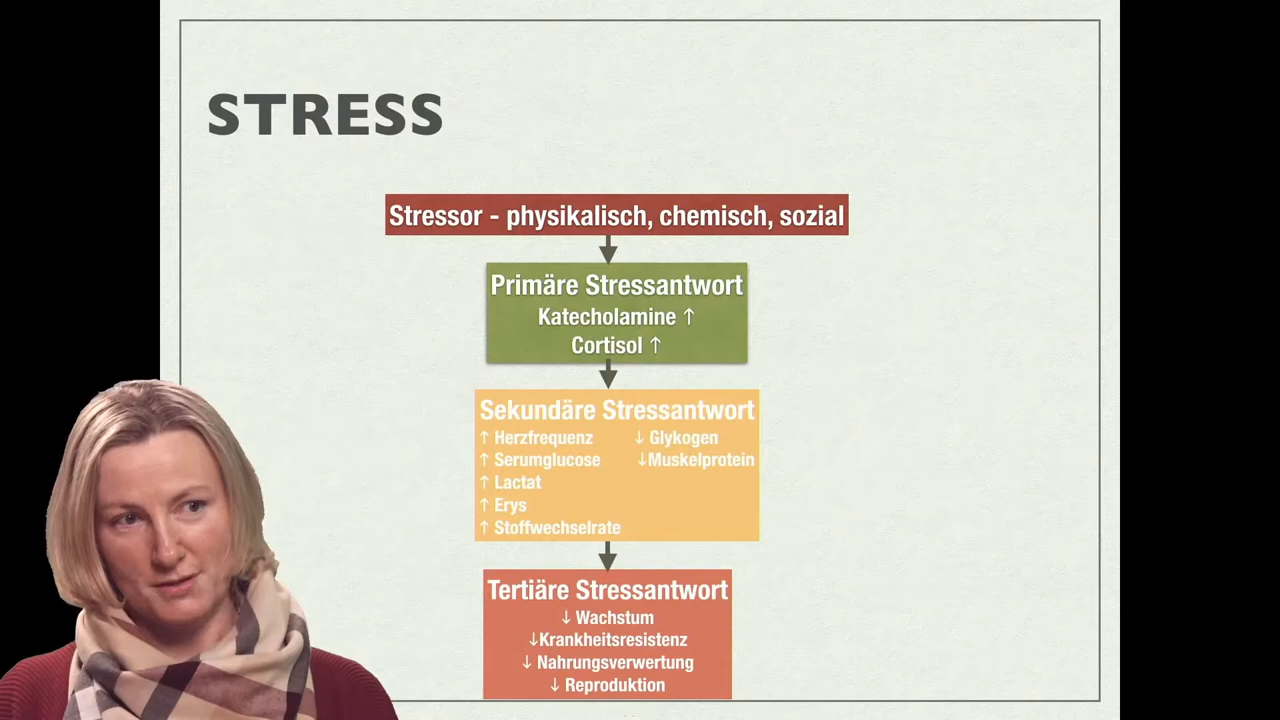 STRESS
Stressor - physikalisch, chemisch, sozial
Primäre Stressantwort
Katecholamine ↑
Cortisol ↑
Sekundäre Stressantwort
↑ Herzfrequenz ↓ Glykogen
↑ Serumglucose ↓Muskelprotein
↑ Lactat
↑ Erys
↑ Stoffwechselrate
Tertiäre Stressantwort
↓ Wachstum
↓Krankheitsresistenz
↓ Nahrungsverwertung
↓ Reproduktion